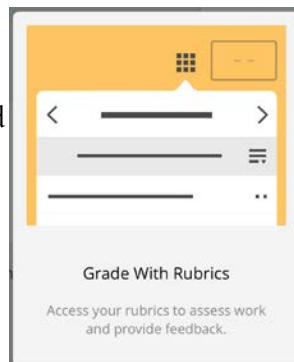 Grade With Rubrics
Access your rubrics to assess work
and provide feedback.